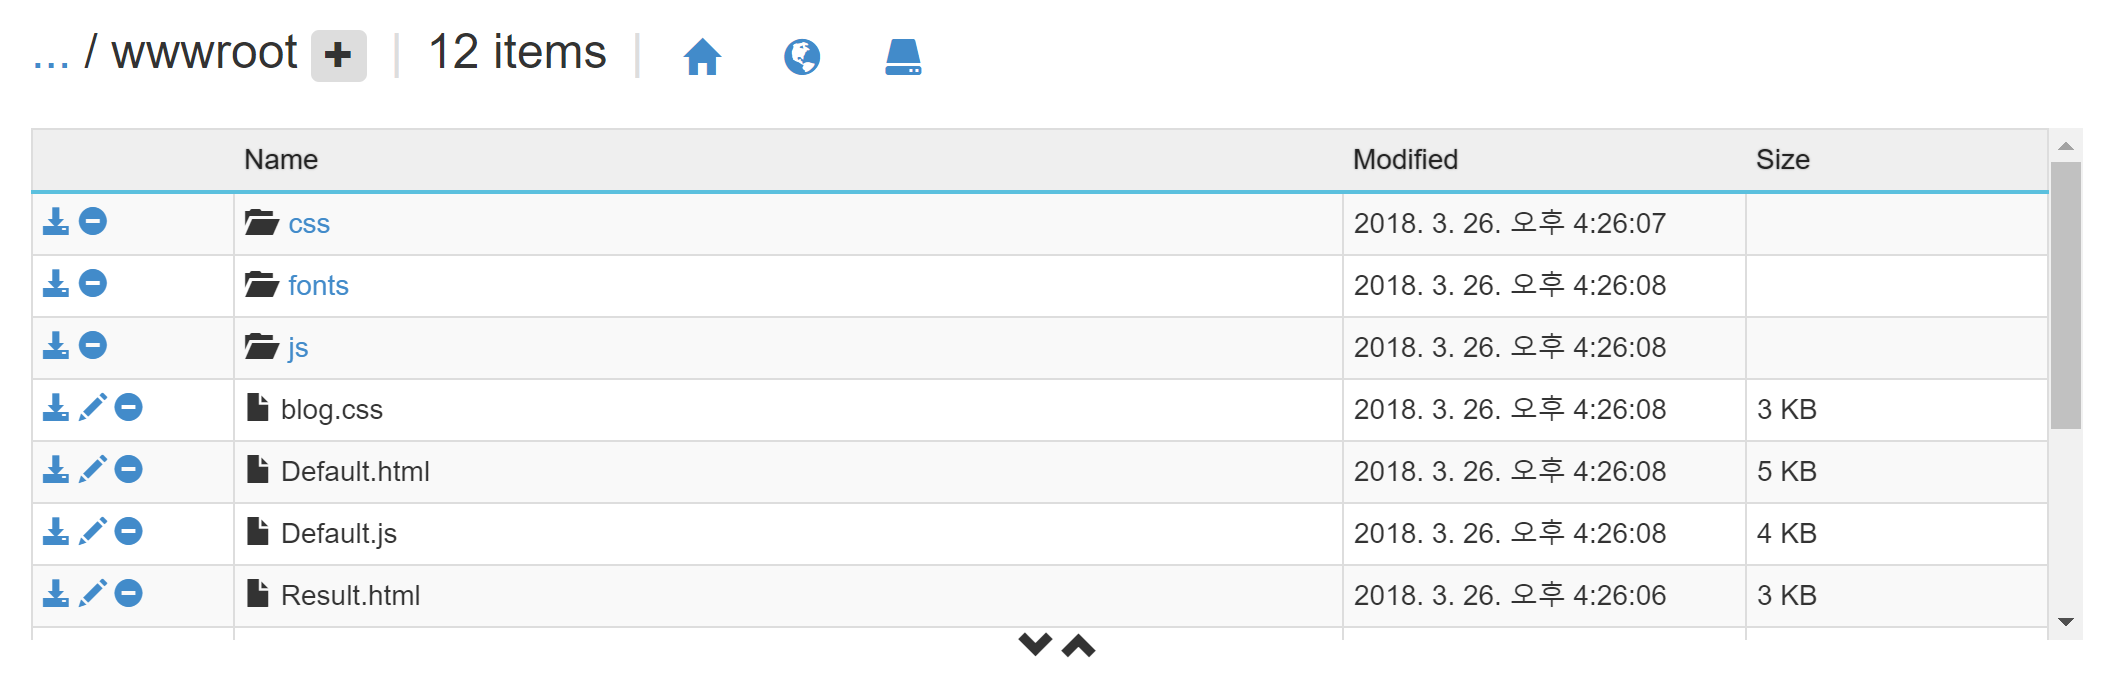 ... / wwwroot + | 12 items |
Name Modified Size
css 2018. 3. 26. 오후 4:26:07
fonts 2018. 3. 26. 오후 4:26:08
js 2018. 3. 26. 오후 4:26:08
blog.css 2018. 3. 26. 오후 4:26:08 3 KB
Default.html 2018. 3. 26. 오후 4:26:08 5 KB
Default.js 2018. 3. 26. 오후 4:26:08 4 KB
Result.html 2018. 3. 26. 오후 4:26:06 3 KB